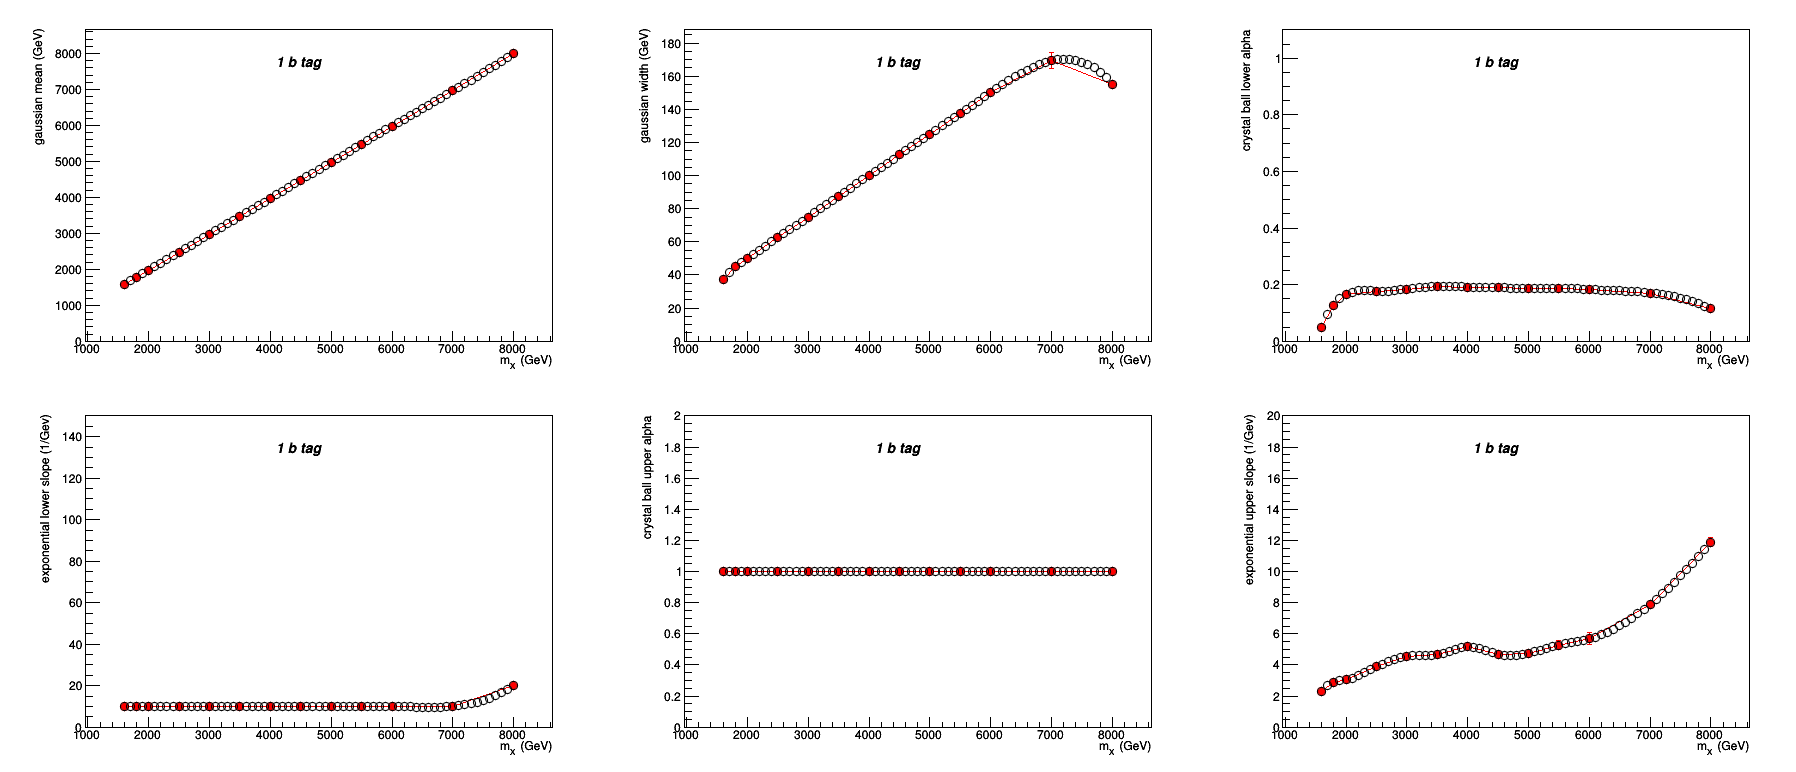 gaussian mean (GeV)
8000
7000
6000
5000
4000
3000
2000
1000
0
1 b tag
1000 2000 3000 4000 5000 6000 7000 8000
m_x (GeV)
gaussian width (GeV)
180
160
140
120
100
80
60
40
20
0
1 b tag
1000 2000 3000 4000 5000 6000 7000 8000
m_x (GeV)
crystal ball lower alpha
1
0.8
0.6
0.4
0.2
0
1 b tag
1000 2000 3000 4000 5000 6000 7000 8000
m_x (GeV)
exponential lower slope (1/Gev)
140
120
100
80
60
40
20
0
1 b tag
1000 2000 3000 4000 5000 6000 7000 8000
m_x (GeV)
crystal ball upper alpha
2
1.8
1.6
1.4
1.2
1
0.8
0.6
0.4
0.2
0
1 b tag
1000 2000 3000 4000 5000 6000 7000 8000
m_x (GeV)
exponential upper slope (1/Gev)
20
18
16
14
12
10
8
6
4
2
0
1 b tag
1000 2000 3000 4000 5000 6000 7000 8000
m_x (GeV)